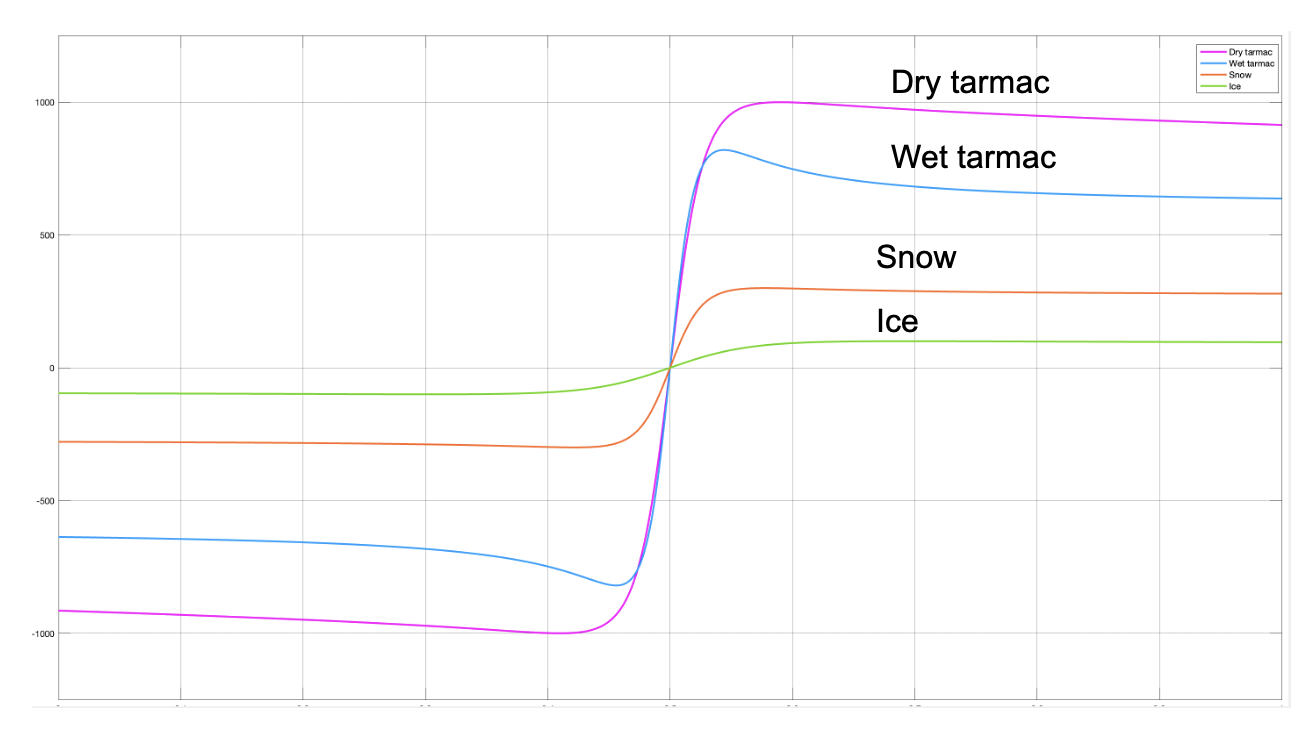 Dry tarmac
Wet tarmac
Snow
Ice
1000
Dry tarmac
Wet tarmac
500
Snow
Ice
0
-500
-1000